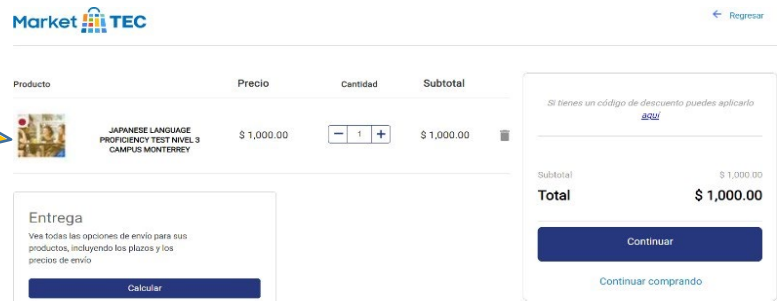 Market TEC
← Regresar
Producto Precio Cantidad Subtotal
JAPANESE LANGUAGE
PROFICIENCY TEST NIVEL 3
CAMPUS MONTERREY
$ 1,000.00 − 1 + $ 1,000.00
Si tienes un código de descuento puedes aplicarlo
aquí
Subtotal $ 1,000.00
Total $ 1,000.00
Continuar
Continuar comprando
Entrega
Vea todas las opciones de envío para sus
productos, incluyendo los plazos y los
precios de envío
Calcular